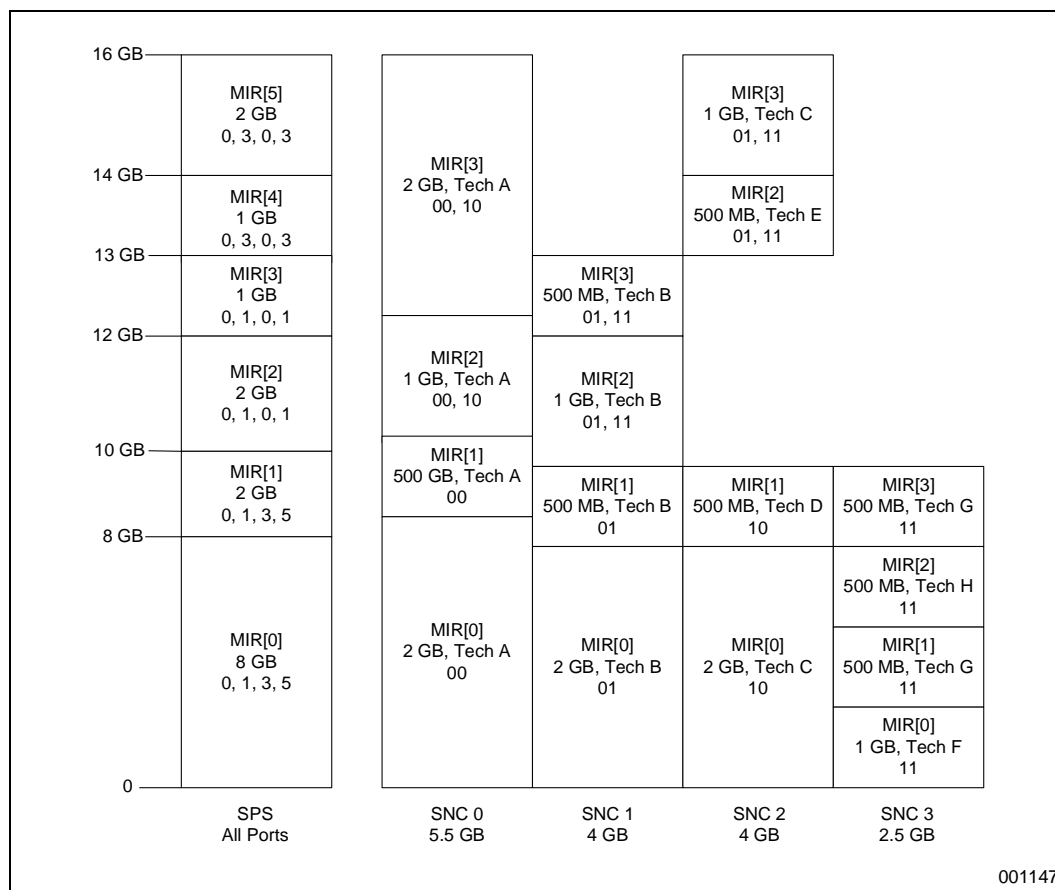 16 GB
MIR[5]
2 GB
0, 3, 0, 3
14 GB
MIR[4]
1 GB
0, 3, 0, 3
13 GB
MIR[3]
1 GB
0, 1, 0, 1
12 GB
MIR[2]
2 GB
0, 1, 0, 1
10 GB
MIR[1]
2 GB
0, 1, 3, 5
8 GB
MIR[0]
8 GB
0, 1, 3, 5
0
SPS
All Ports
MIR[3]
2 GB, Tech A
00, 10
MIR[2]
1 GB, Tech A
00, 10
MIR[1]
500 GB, Tech A
00
MIR[0]
2 GB, Tech A
00
SNC 0
5.5 GB
MIR[3]
500 MB, Tech B
01, 11
MIR[2]
1 GB, Tech B
01, 11
MIR[1]
500 MB, Tech B
01
MIR[0]
2 GB, Tech B
01
SNC 1
4 GB
MIR[3]
1 GB, Tech C
01, 11
MIR[2]
500 MB, Tech E
01, 11
MIR[1]
500 MB, Tech D
10
MIR[0]
2 GB, Tech C
10
SNC 2
4 GB
MIR[3]
500 MB, Tech G
11
MIR[2]
500 MB, Tech H
11
MIR[1]
500 MB, Tech G
11
MIR[0]
1 GB, Tech F
11
SNC 3
2.5 GB
001147